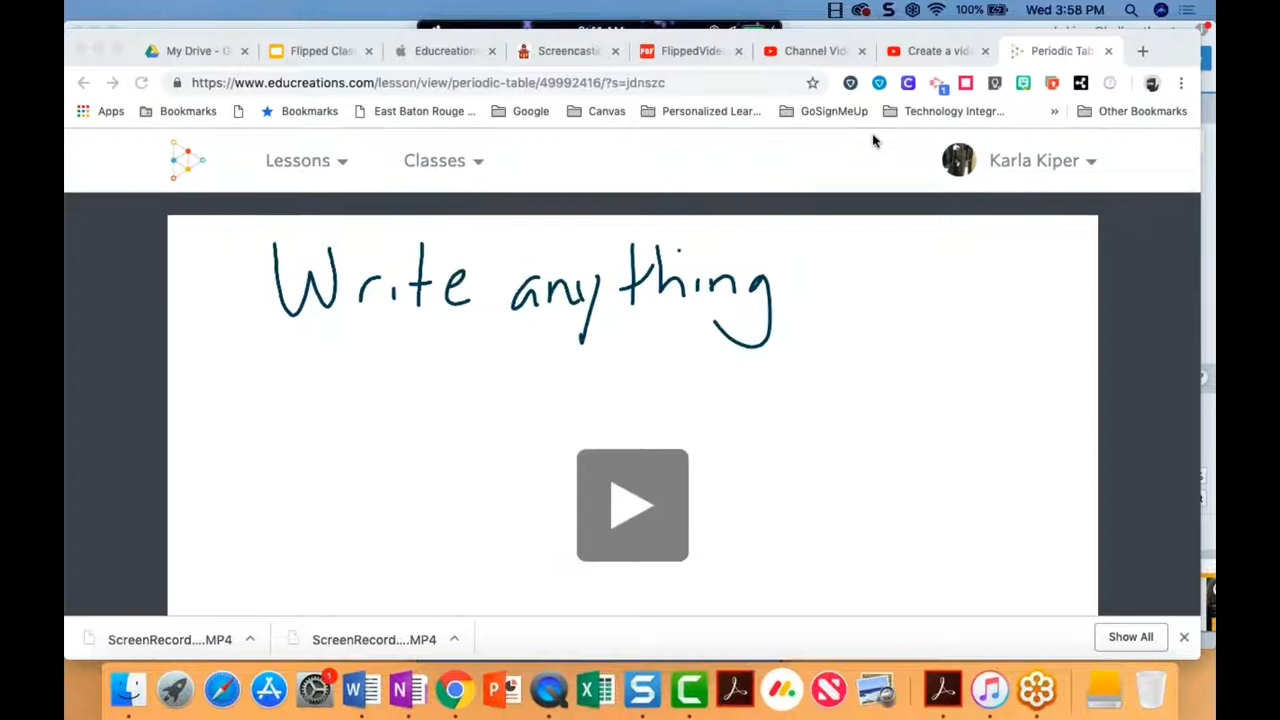 100% Wed 3:58 PM
My Drive - G Flipped Clas Educreation Screencasti FlippedVide Channel Vid Create a vid Periodic Tab
https://www.educreations.com/lesson/view/periodic-table/49992416/?s=jdnszc
Apps Bookmarks Bookmarks East Baton Rouge ... Google Canvas Personalized Lear... GoSignMeUp Technology Integr... » Other Bookmarks
Lessons Classes Karla Kiper
Write anything
ScreenRecord....MP4 ScreenRecord....MP4 Show All